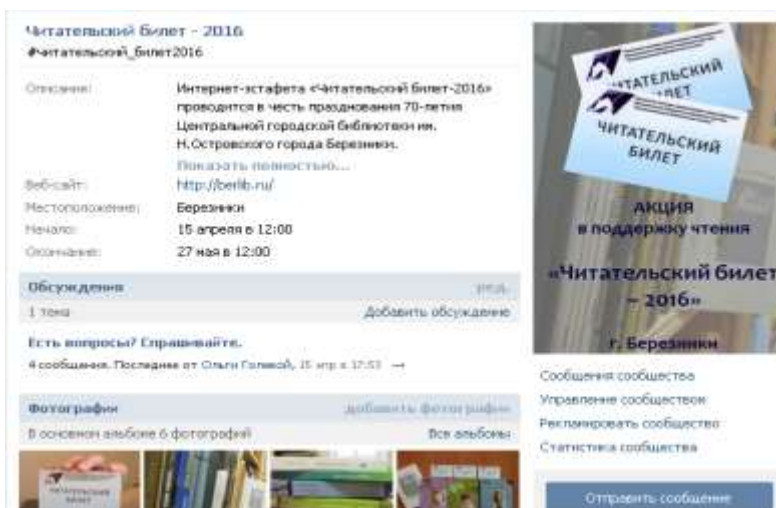 Читательский билет - 2016
#читательский_билет2016
Описание: Интернет-эстафета «Читательский билет-2016»
проводится в честь празднования 70-летия
Центральной городской библиотеки им.
Н.Островского города Березники.
Показать полностью...
Веб-сайт: http://berlib.ru/
Местоположение: Березники
Начало: 15 апреля в 12:00
Окончание: 27 мая в 12:00
Обсуждения ред.
1 тема Добавить обсуждение
Есть вопросы? Спрашивайте.
4 сообщения. Последнее от Ольги Голевой, 15 апр в 17:53 →
Фотографии добавить фотографии
В основном альбоме 6 фотографий Все альбомы
ЧИТАТЕЛЬСКИЙ
БИЛЕТ
ЧИТАТЕЛЬСКИЙ
БИЛЕТ
ЧИТАТЕЛЬСКИЙ
БИЛЕТ
АКЦИЯ
в поддержку чтения
«Читательский билет
– 2016»
г. Березники
Сообщения сообщества
Управление сообществом
Рекламировать сообщество
Статистика сообщества
Отправить сообщение